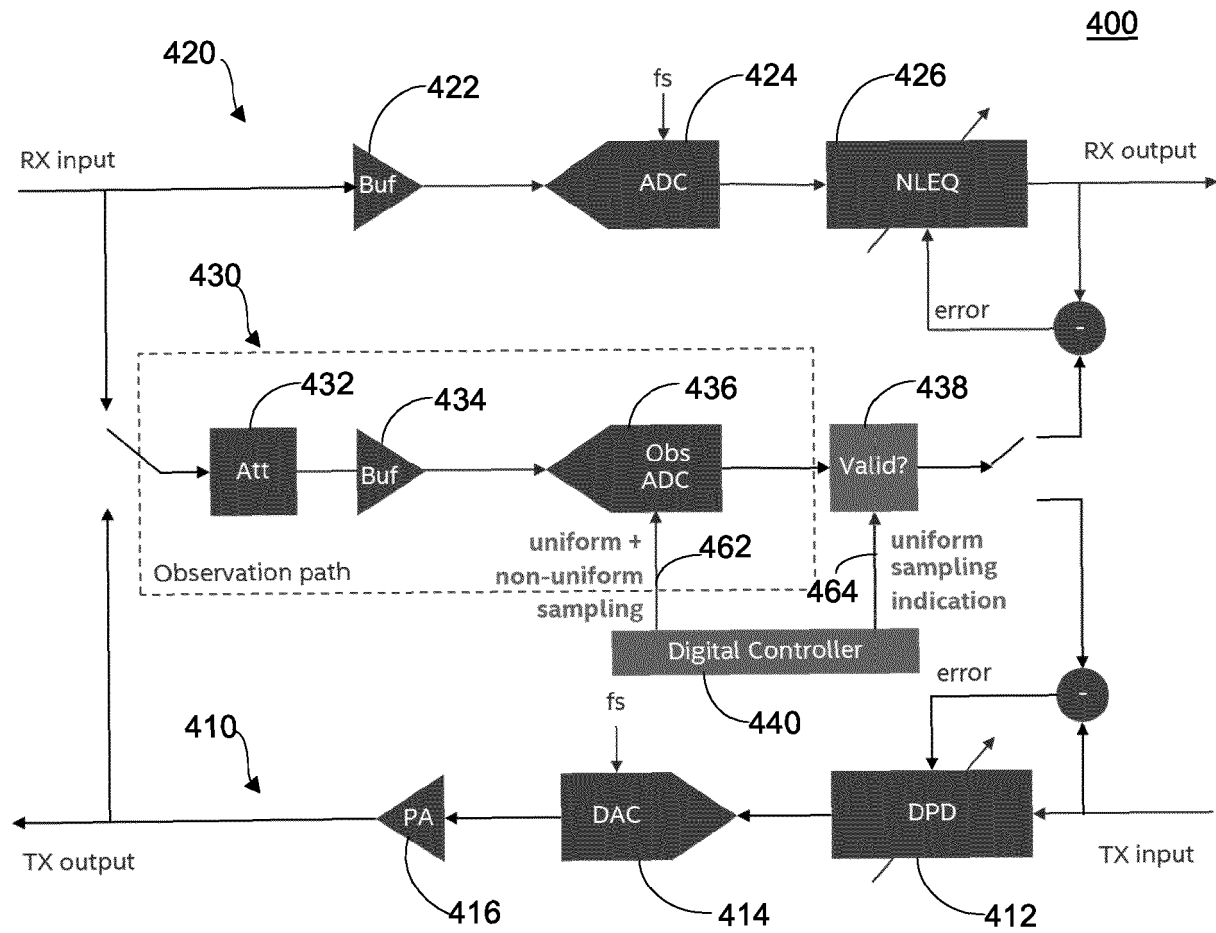 400
420
422
fs
424
426
RX input
Buf
ADC
NLEQ
RX output
430
error
-
432
434
436
438
Att
Buf
Obs
ADC
Valid?
Observation path
uniform +
non-uniform
sampling
462
464
uniform
sampling
indication
Digital Controller
440
error
-
410
fs
PA
DAC
DPD
TX output
TX input
416
414
412